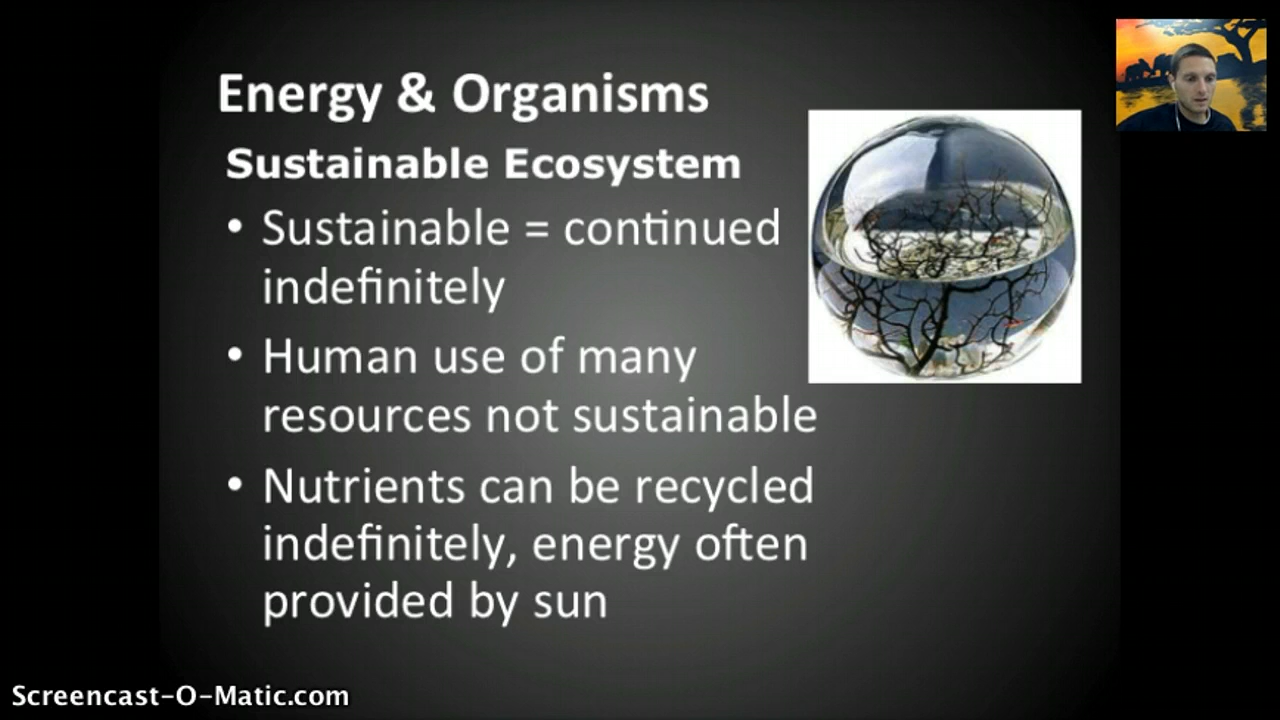 Energy & Organisms
Sustainable Ecosystem
• Sustainable = continued
indefinitely
• Human use of many
resources not sustainable
• Nutrients can be recycled
indefinitely, energy often
provided by sun
Screencast-O-Matic.com